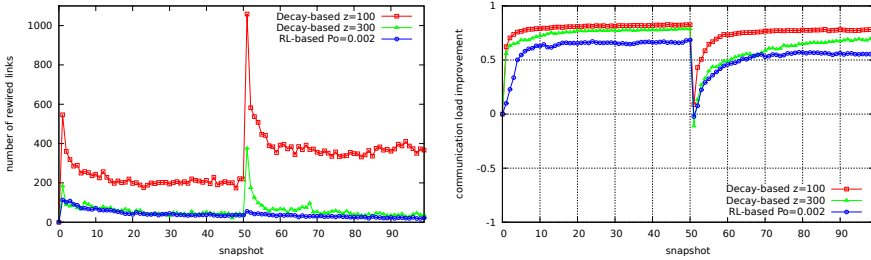 Decay-based z=100
Decay-based z=300
RL-based Po=0.002
number of rewired links
1000
800
600
400
200
0
0 10 20 30 40 50 60 70 80 90
snapshot
communication load improvement
1
0.5
0
-0.5
-1
Decay-based z=100
Decay-based z=300
RL-based Po=0.002
0 10 20 30 40 50 60 70 80 90
snapshot